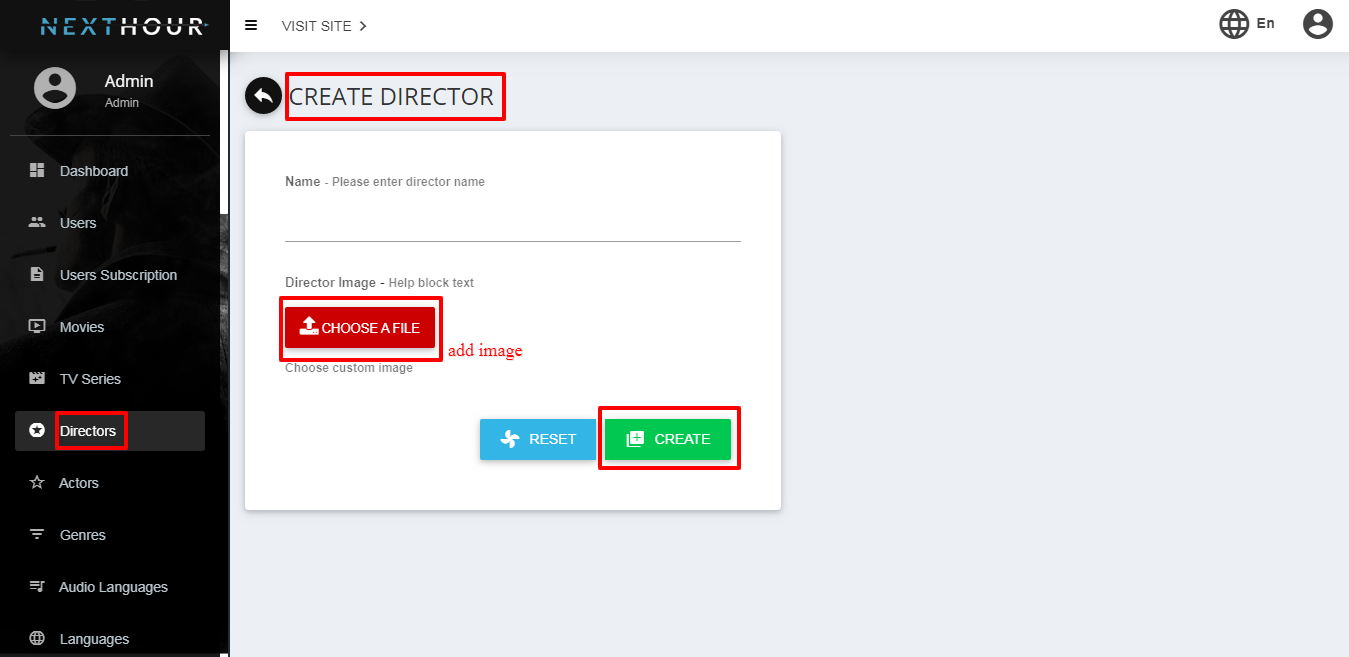 NEXTHOUR
VISIT SITE
En
Admin
Admin
Dashboard
Users
Users Subscription
Movies
TV Series
Directors
Actors
Genres
Audio Languages
Languages
CREATE DIRECTOR
Name - Please enter director name
Director Image - Help block text
CHOOSE A FILE
add image
Choose custom image
RESET
CREATE